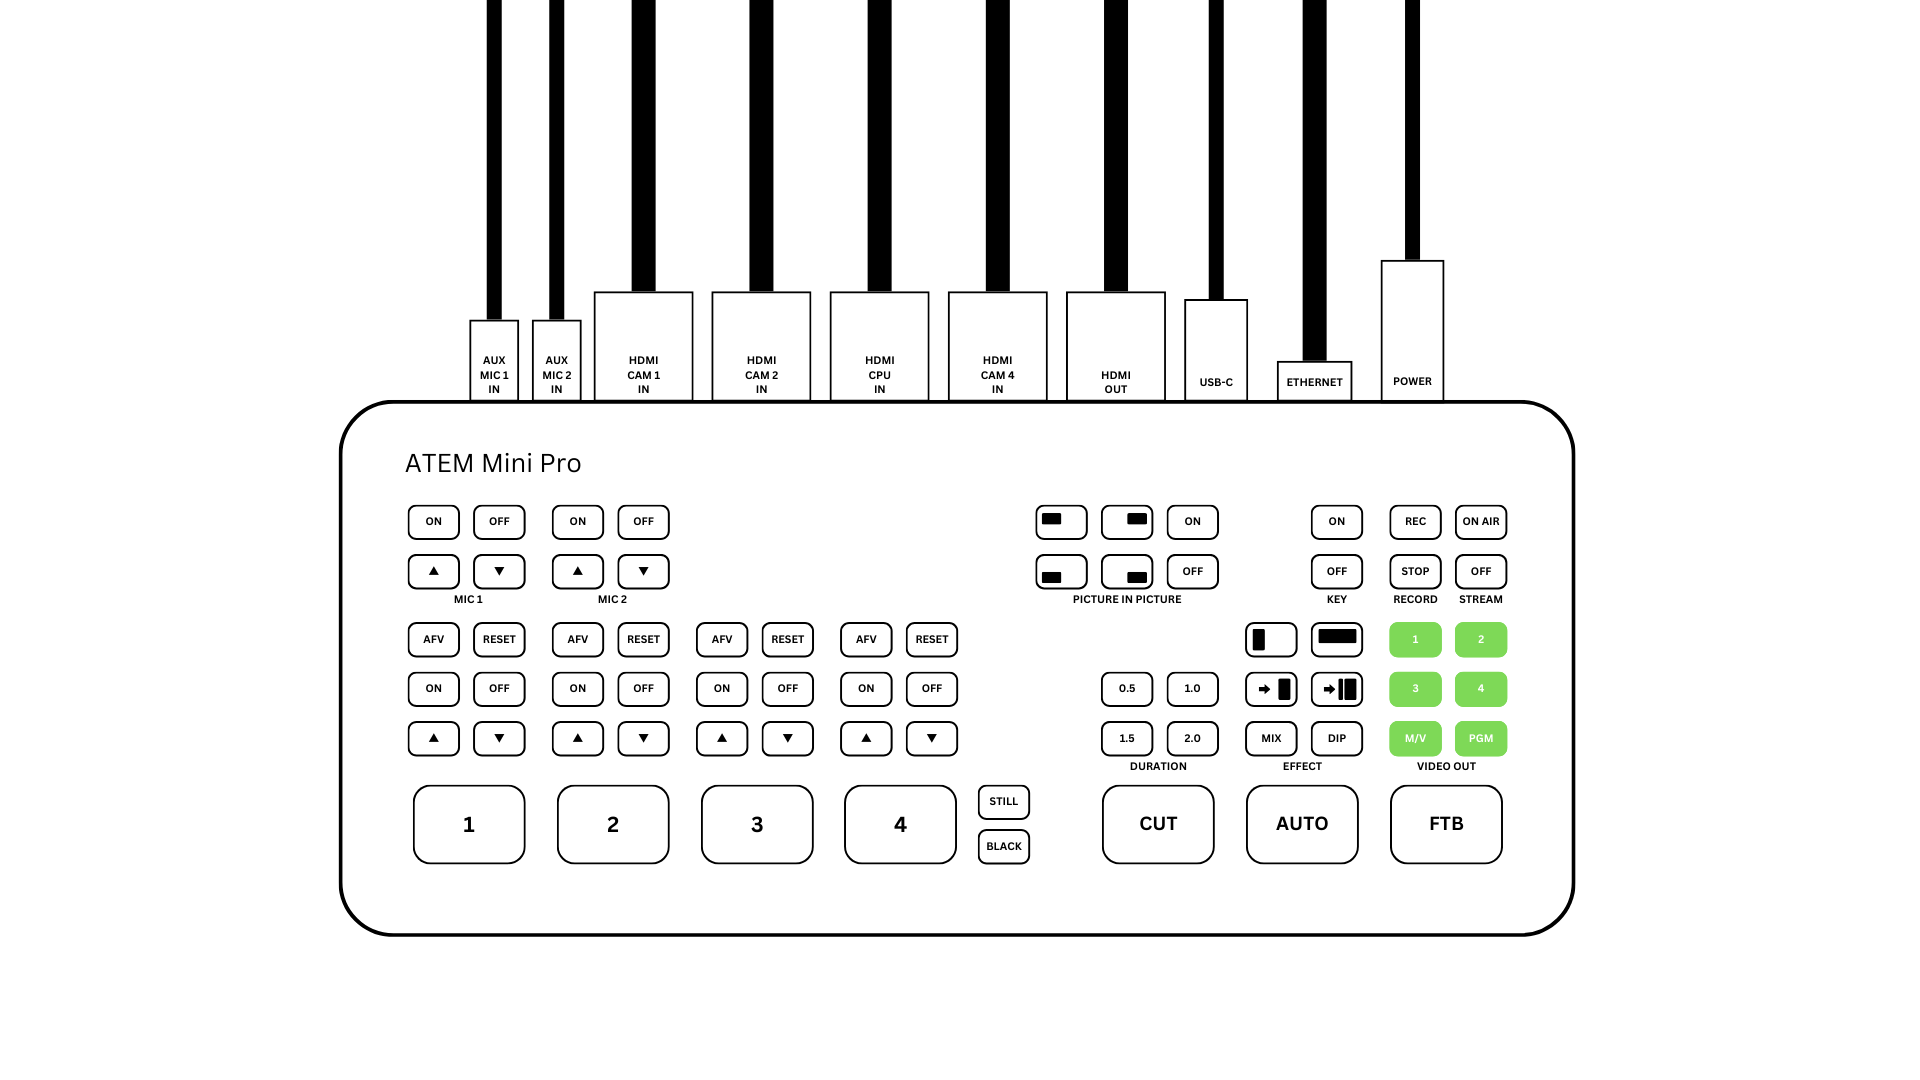 AUX
MIC 1
IN
AUX
MIC 2
IN
HDMI
CAM 1
IN
HDMI
CAM 2
IN
HDMI
CPU
IN
HDMI
CAM 4
IN
HDMI
OUT
USB-C
ETHERNET
POWER
ATEM Mini Pro
ON OFF ON OFF ON ON REC ON AIR
OFF OFF STOP OFF
MIC 1 MIC 2 PICTURE IN PICTURE KEY RECORD STREAM
AFV RESET AFV RESET AFV RESET AFV RESET 1 2
ON OFF ON OFF ON OFF ON OFF 0.5 1.0 3 4
1.5 2.0 MIX DIP M/V PGM
DURATION EFFECT VIDEO OUT
1 2 3 4 STILL CUT AUTO FTB
BLACK